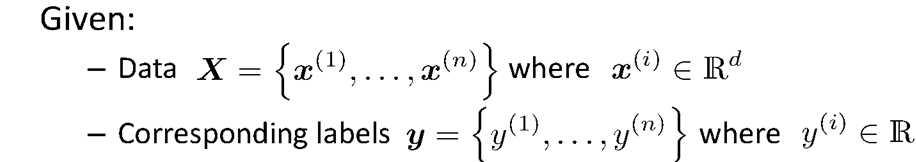 Given:
– Data X = { x^(1), . . . , x^(n) } where x^(i) ∈ ℝ^d
– Corresponding labels y = { y^(1), . . . , y^(n) } where y^(i) ∈ ℝ